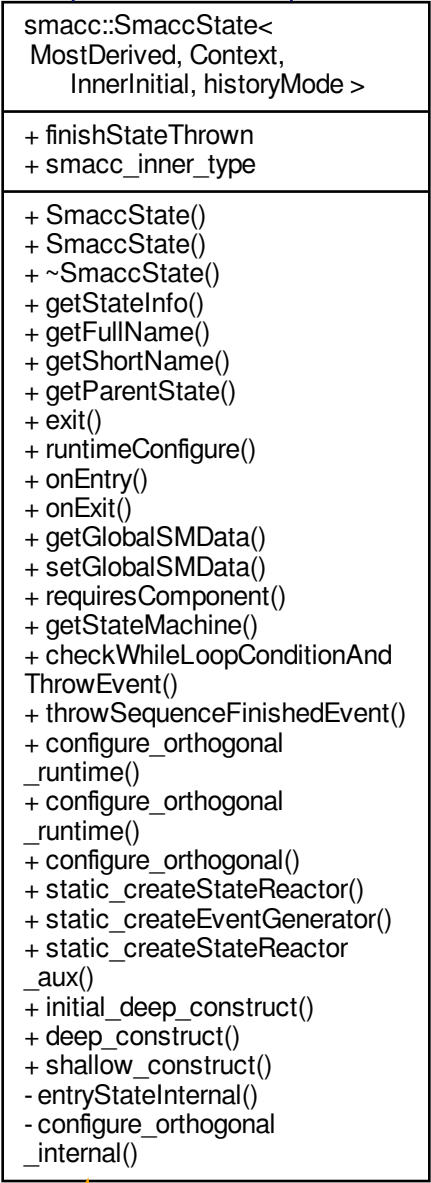 smacc::SmaccState<
MostDerived, Context,
InnerInitial, historyMode >
+ finishStateThrown
+ smacc_inner_type
+ SmaccState()
+ SmaccState()
+ ~SmaccState()
+ getStateInfo()
+ getFullName()
+ getShortName()
+ getParentState()
+ exit()
+ runtimeConfigure()
+ onEntry()
+ onExit()
+ getGlobalSMData()
+ setGlobalSMData()
+ requiresComponent()
+ getStateMachine()
+ checkWhileLoopConditionAnd
ThrowEvent()
+ throwSequenceFinishedEvent()
+ configure_orthogonal
_runtime()
+ configure_orthogonal
_runtime()
+ configure_orthogonal()
+ static_createStateReactor()
+ static_createEventGenerator()
+ static_createStateReactor
_aux()
+ initial_deep_construct()
+ deep_construct()
+ shallow_construct()
- entryStateInternal()
- configure_orthogonal
_internal()